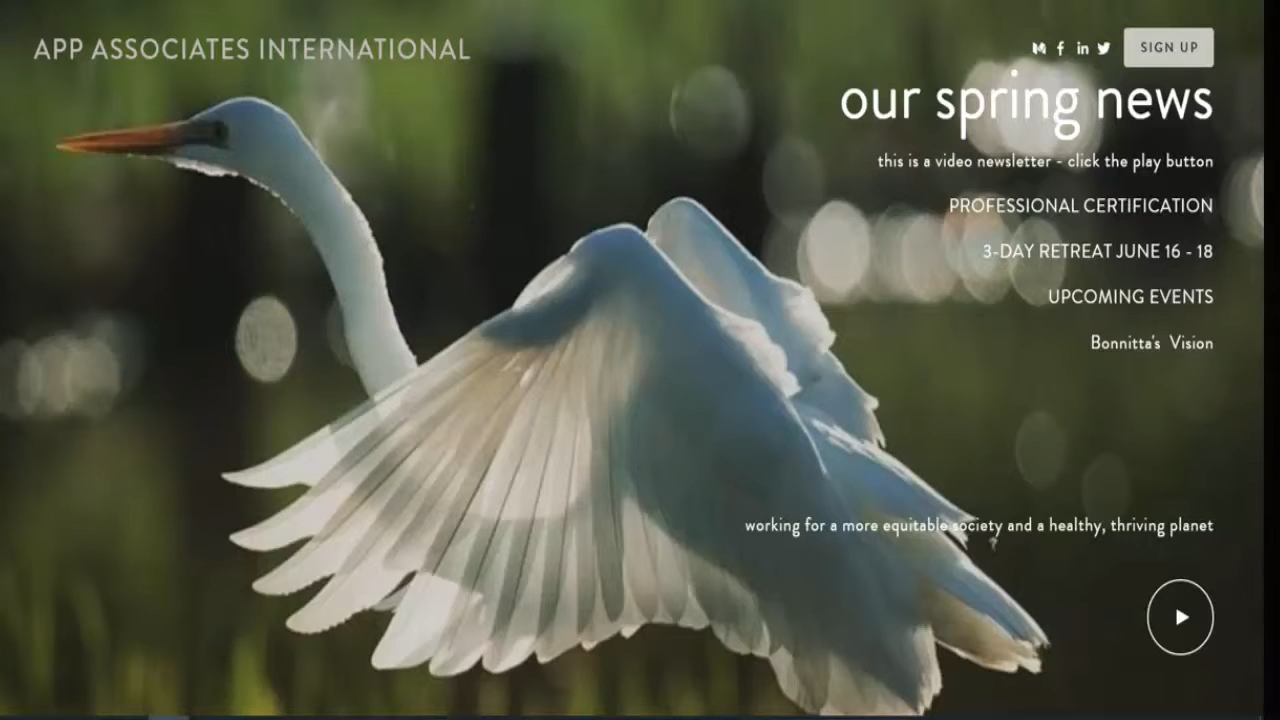 APP ASSOCIATES INTERNATIONAL
SIGN UP
our spring news
this is a video newsletter - click the play button
PROFESSIONAL CERTIFICATION
3-DAY RETREAT JUNE 16 - 18
UPCOMING EVENTS
Bonnitta's Vision
working for a more equitable society and a healthy, thriving planet